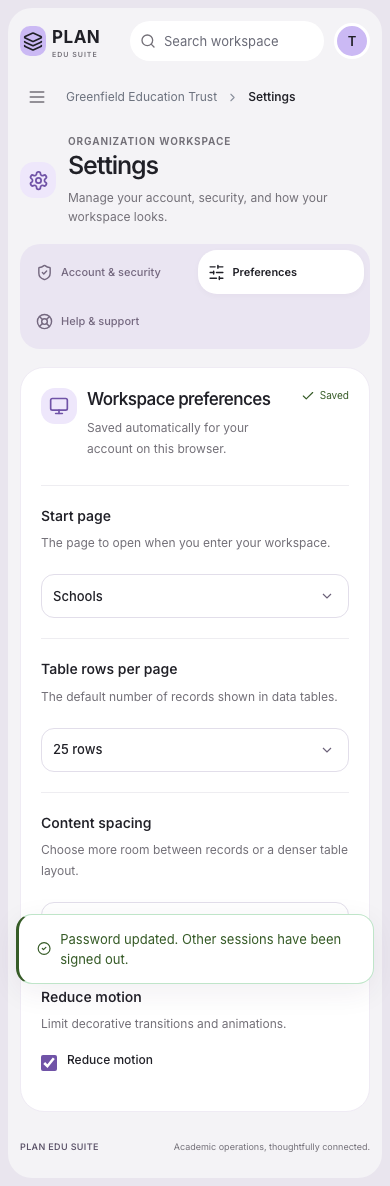 PLAN
EDU SUITE
Search workspace
T
Greenfield Education Trust > Settings
ORGANIZATION WORKSPACE
Settings
Manage your account, security, and how your
workspace looks.
Account & security
Preferences
Help & support
Workspace preferences
Saved
Saved automatically for your
account on this browser.
Start page
The page to open when you enter your workspace.
Schools
Table rows per page
The default number of records shown in data tables.
25 rows
Content spacing
Choose more room between records or a denser table
layout.
Password updated. Other sessions have been
signed out.
Reduce motion
Limit decorative transitions and animations.
Reduce motion
PLAN EDU SUITE
Academic operations, thoughtfully connected.